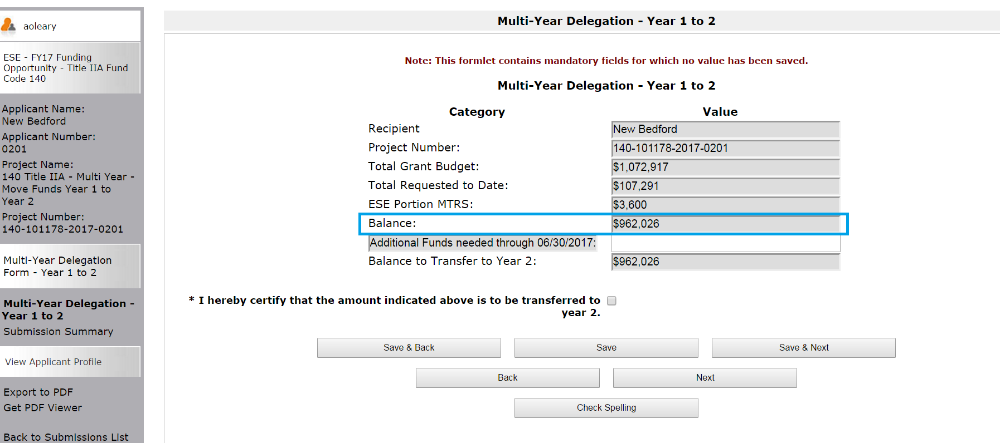 aoleary
ESE - FY17 Funding
Opportunity - Title IIA Fund
Code 140
Applicant Name:
New Bedford
Applicant Number:
0201
Project Name:
140 Title IIA - Multi Year -
Move Funds Year 1 to
Year 2
Project Number:
140-101178-2017-0201
Multi-Year Delegation
Form - Year 1 to 2
Multi-Year Delegation -
Year 1 to 2
Submission Summary
View Applicant Profile
Export to PDF
Get PDF Viewer
Back to Submissions List
Multi-Year Delegation - Year 1 to 2
Note: This formlet contains mandatory fields for which no value has been saved.
Multi-Year Delegation - Year 1 to 2
Category Value
Recipient New Bedford
Project Number: 140-101178-2017-0201
Total Grant Budget: $1,072,917
Total Requested to Date: $107,291
ESE Portion MTRS: $3,600
Balance: $962,026
Additional Funds needed through 06/30/2017:
Balance to Transfer to Year 2: $962,026
* I hereby certify that the amount indicated above is to be transferred to
year 2.
Save & Back Save Save & Next
Back Next
Check Spelling